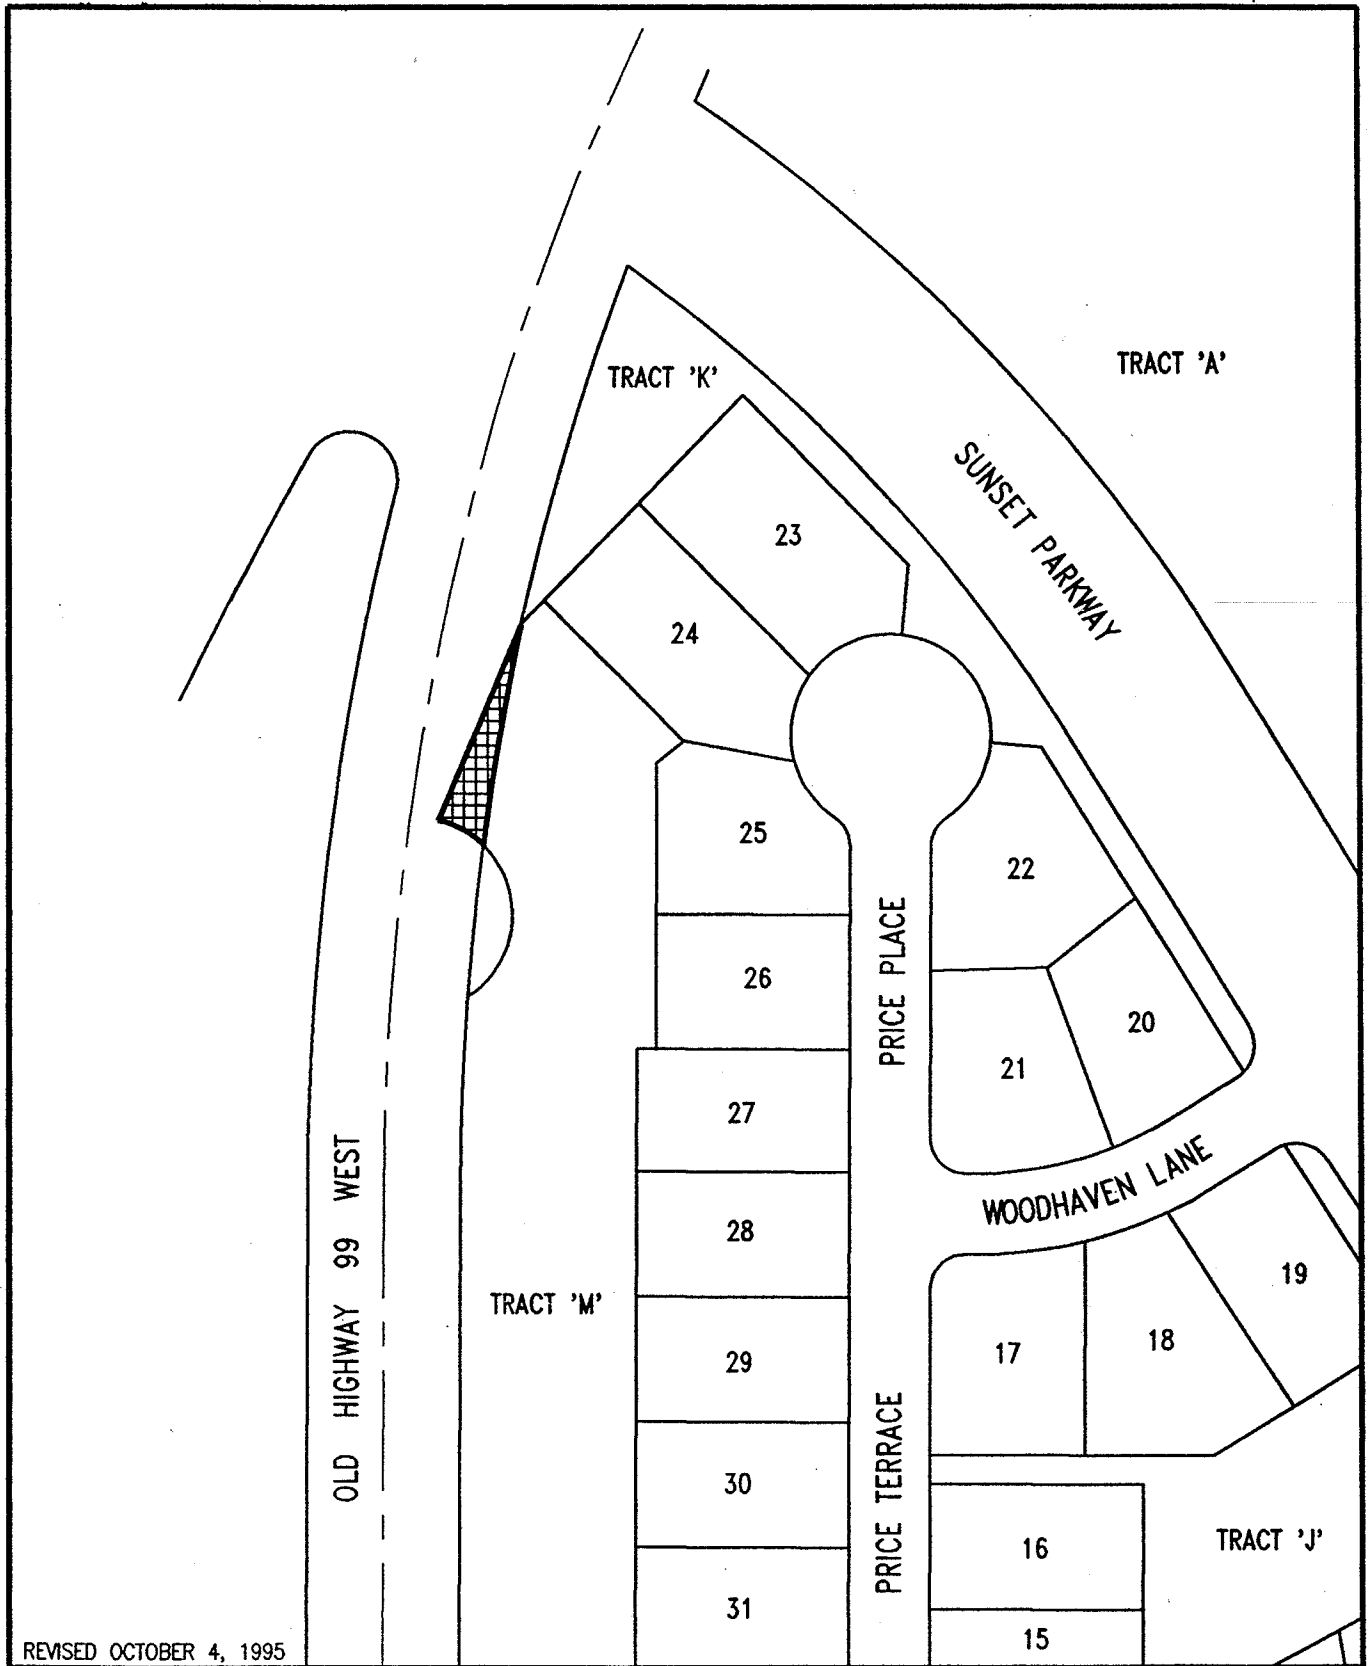 TRACT 'A'
TRACT 'K'
SUNSET PARKWAY
23
24
25
22
26
PRICE PLACE
20
21
27
WOODHAVEN LANE
28
OLD HIGHWAY 99 WEST
19
TRACT 'M'
18
17
29
30
PRICE TERRACE
16
TRACT 'J'
31
15
REVISED OCTOBER 4, 1995